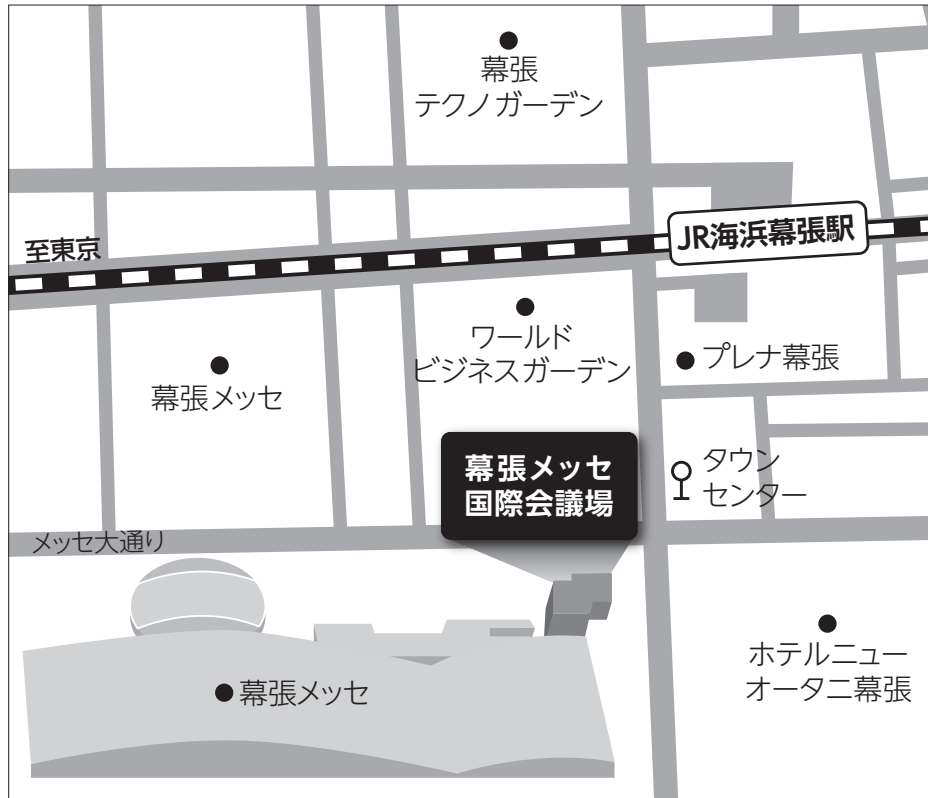 幕張
テクノガーデン
至東京
JR海浜幕張駅
ワールド
ビジネスガーデン
プレナ幕張
幕張メッセ
幕張メッセ
国際会議場
タウン
センター
メッセ大通り
ホテルニュー
オータニ幕張
幕張メッセ